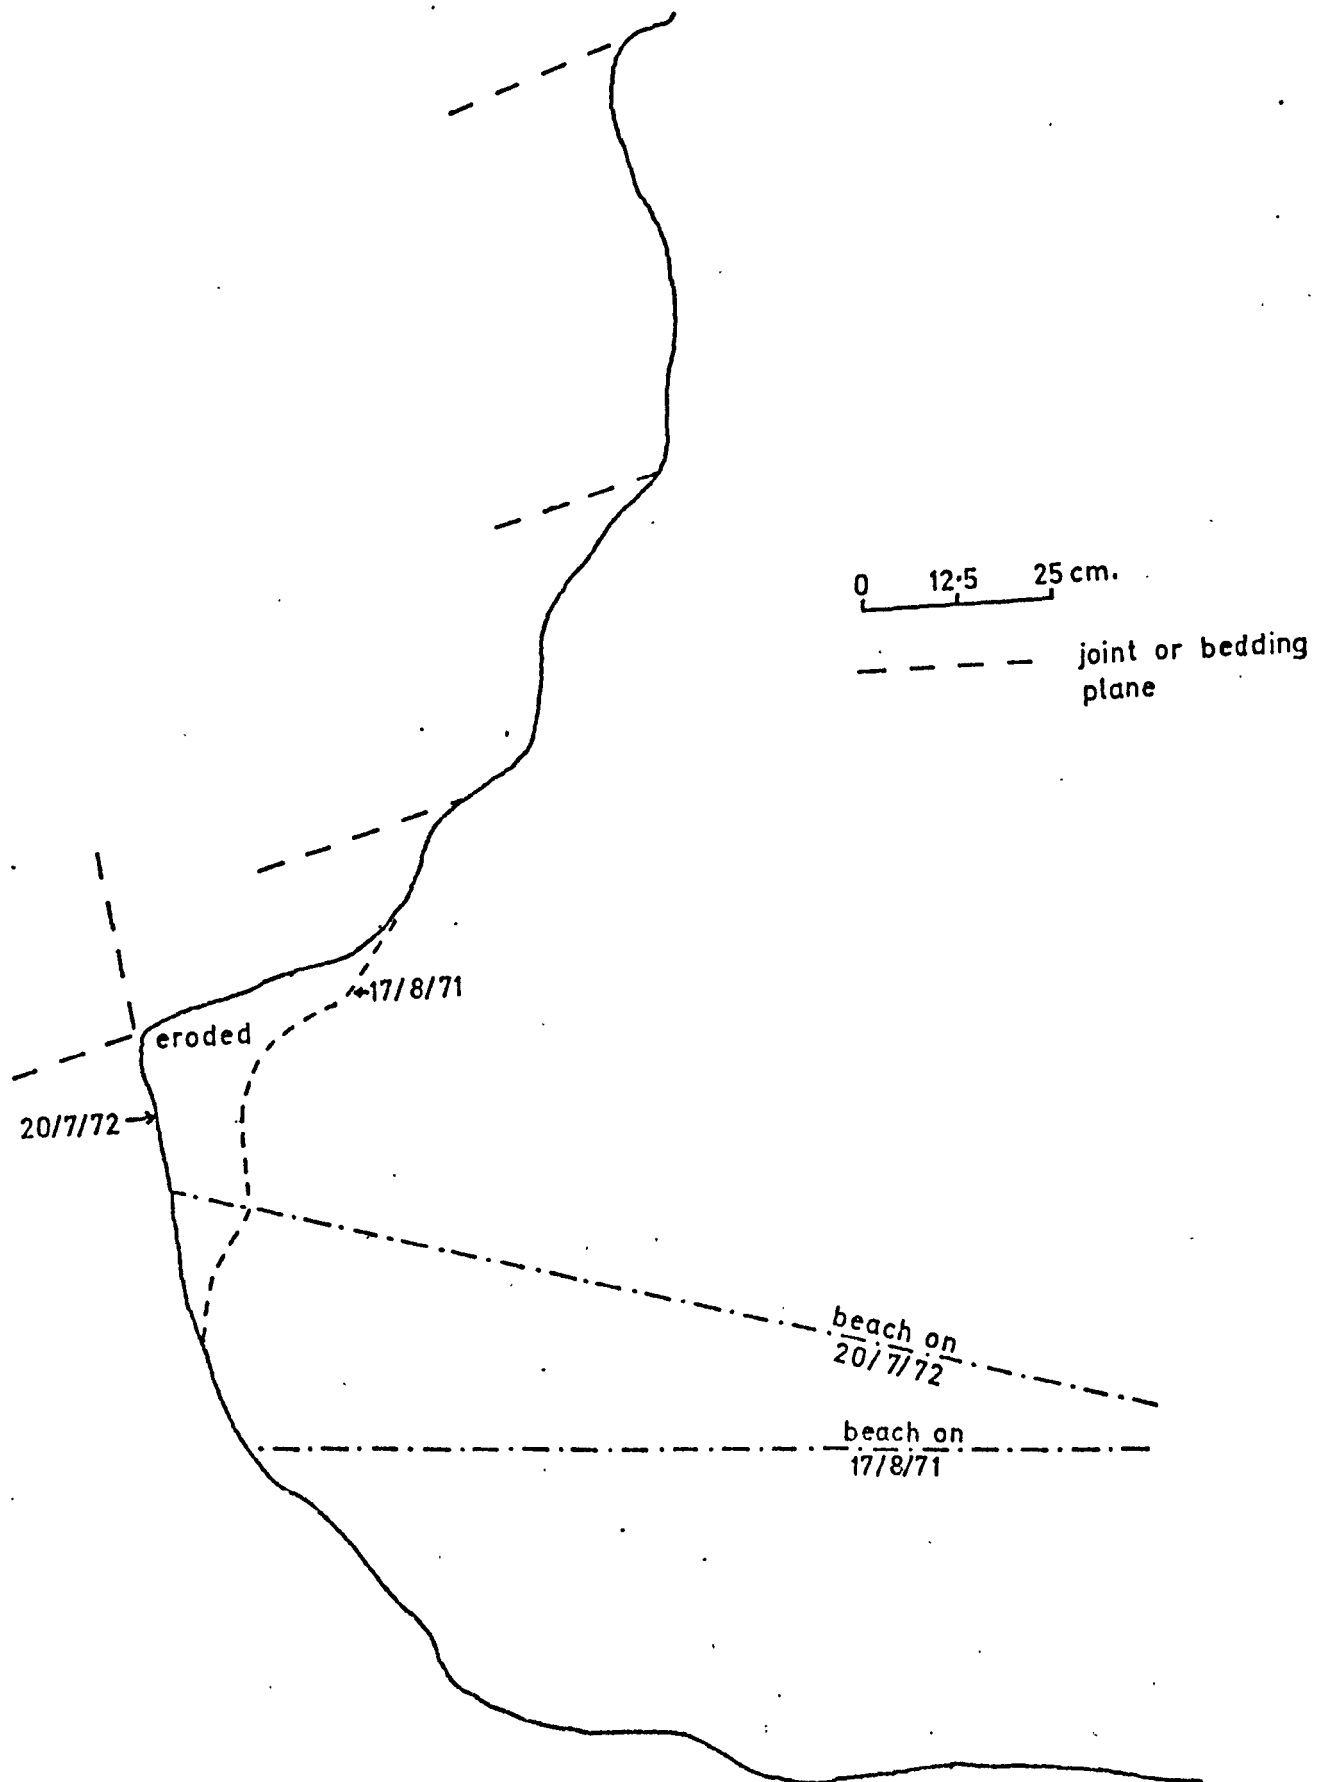 0 12·5 25 cm.
joint or bedding
plane
17/8/71
eroded
20/7/72
beach on
20/7/72
beach on
17/8/71